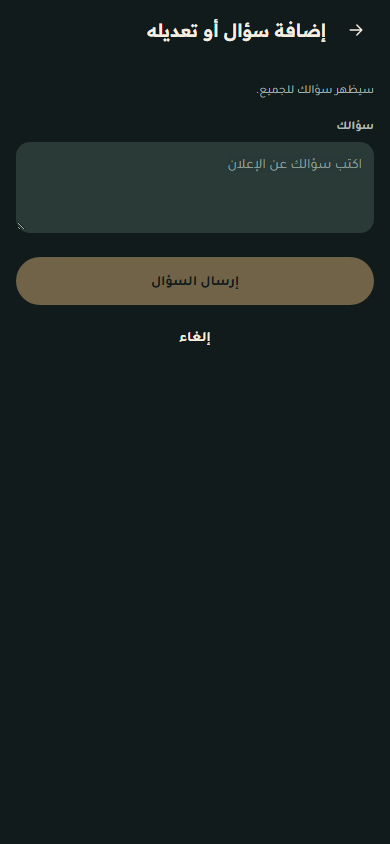 إضافة سؤال أو تعديله
سيظهر سؤالك للجميع.
سؤالك
اكتب سؤالك عن الإعلان
إرسال السؤال
إلغاء